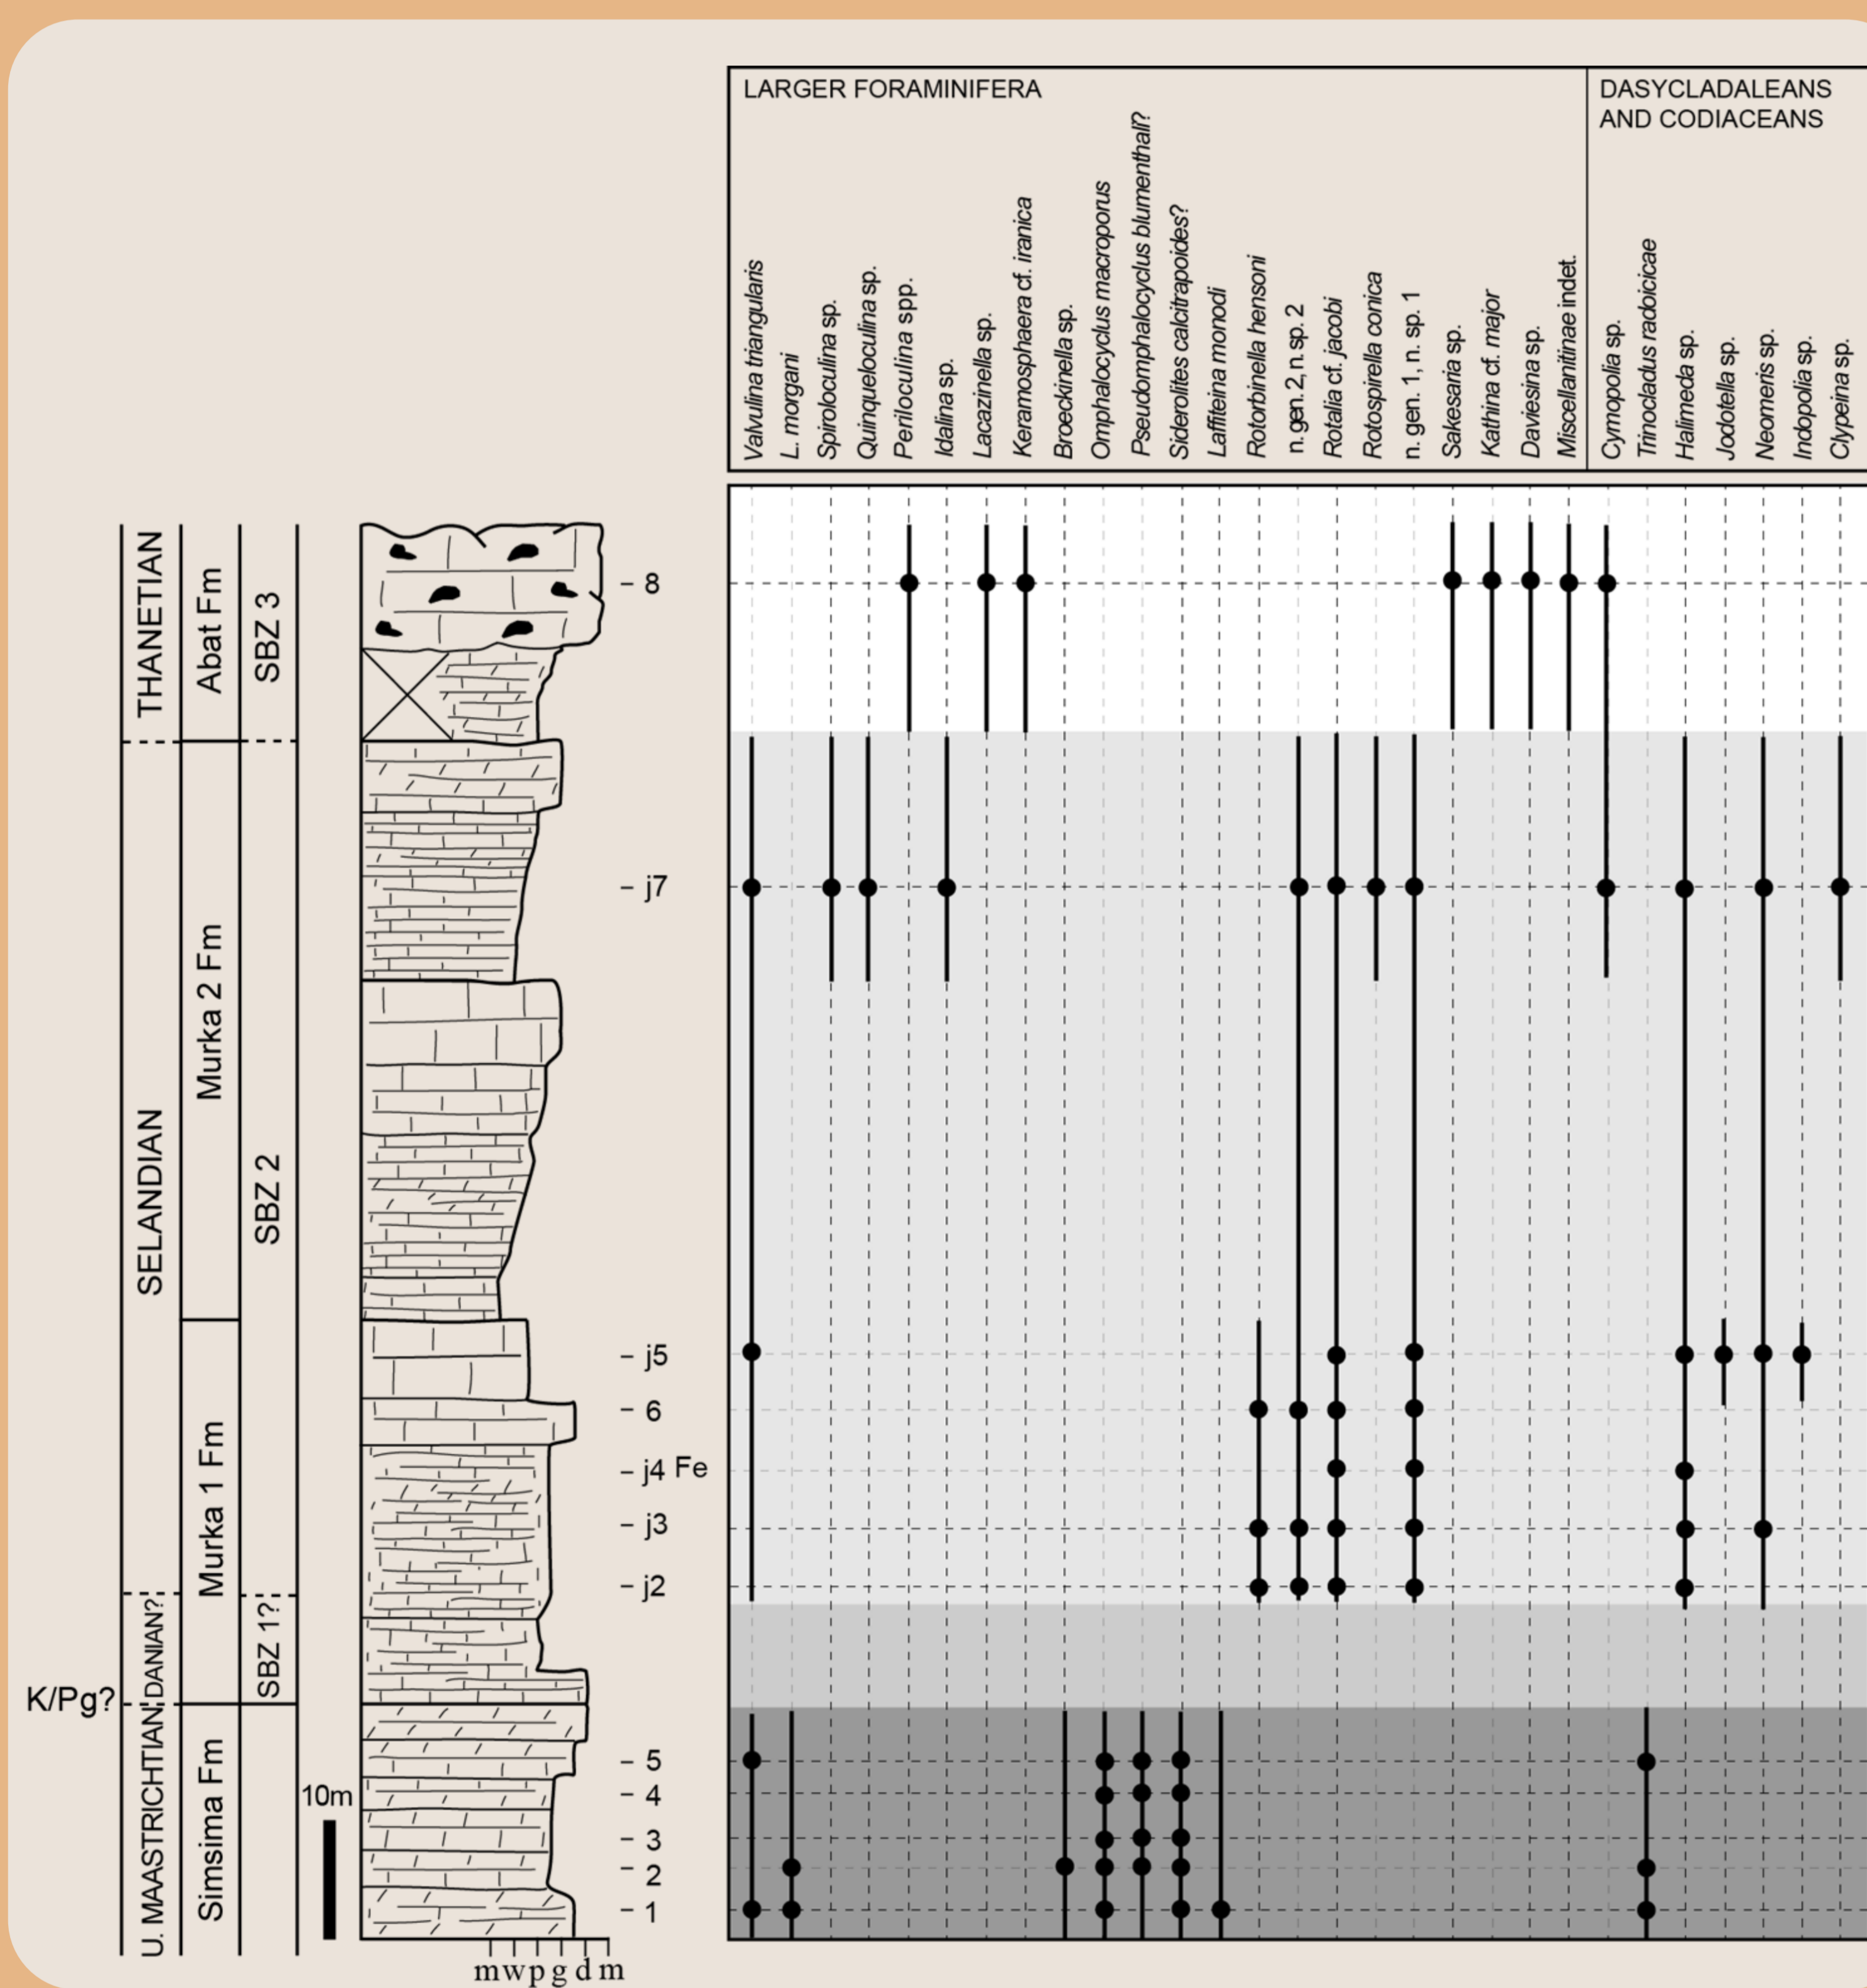 LARGER FORAMINIFERA
DASYCLADALEANS
AND CODIACEANS
Valvulina triangularis
L. morgani
Spiroloculina sp.
Quinqueloculina sp.
Periloculina spp.
Idalina sp.
Lacazinella sp.
Keramosphaera cf. iranica
Broeckinella sp.
Omphalocyclus macroporus
Pseudomphalocyclus blumenthali?
Siderolites calcitrapoides?
Laffiteina monodi
Rotorbinella hensoni
n. gen. 2, n. sp. 2
Rotalia cf. jacobi
Rotospirella conica
n. gen. 1, n. sp. 1
Sakesaria sp.
Kathina cf. major
Daviesina sp.
Miscellanitinae indet.
Cymopolia sp.
Trinocladus radoicicae
Halimeda sp.
Jodotella sp.
Neomeris sp.
Indopolia sp.
Clypeina sp.
THANETIAN
Abat Fm
SBZ 3
SELANDIAN
Murka 2 Fm
SBZ 2
Murka 1 Fm
DANIAN?
SBZ 1?
K/Pg?
U. MAASTRICHTIAN
Simsima Fm
10m
8
j7
j5
6
j4 Fe
j3
j2
5
4
3
2
1
m w p g d m